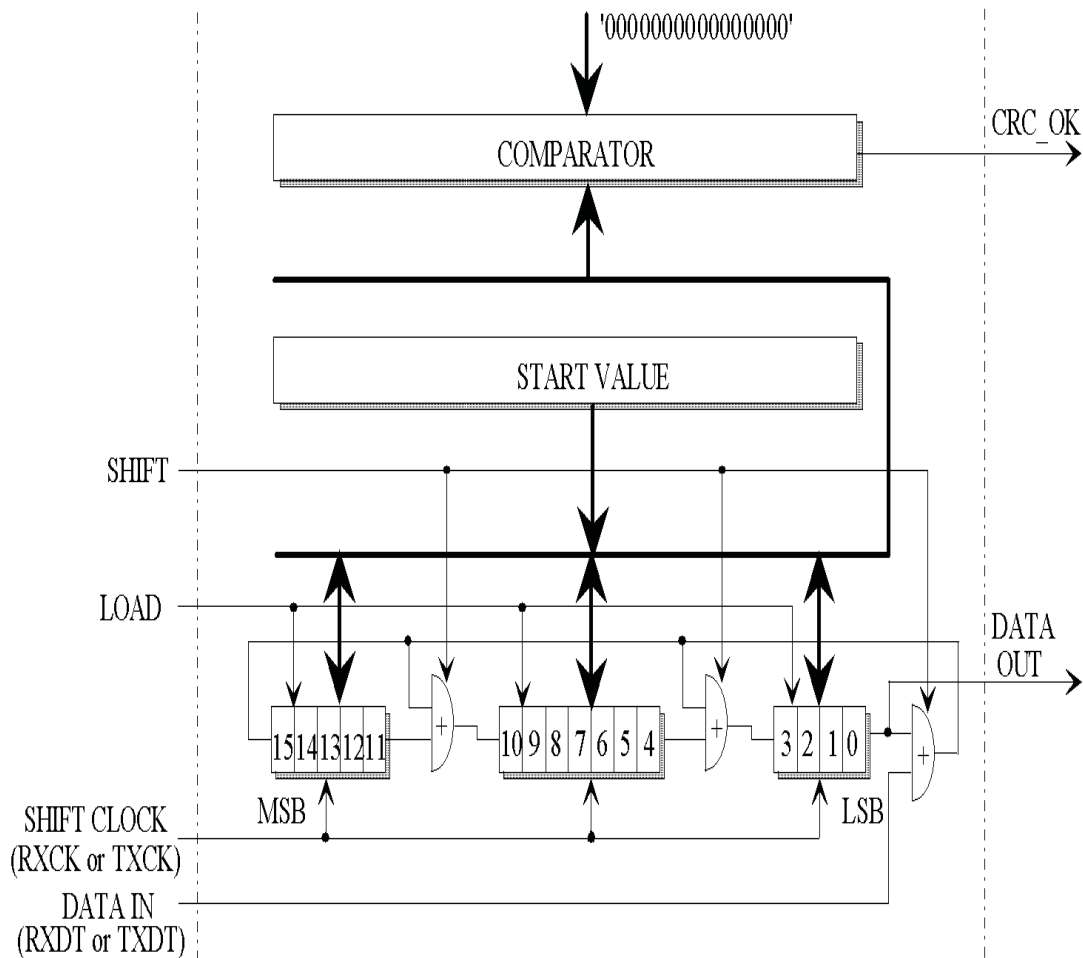 '0000000000000000'
CRC_OK
COMPARATOR
START VALUE
SHIFT
LOAD
DATA
OUT
+
+
+
15 14 13 12 11
10 9 8 7 6 5 4
3 2 1 0
MSB
LSB
SHIFT CLOCK
(RXCK or TXCK)
DATA IN
(RXDT or TXDT)